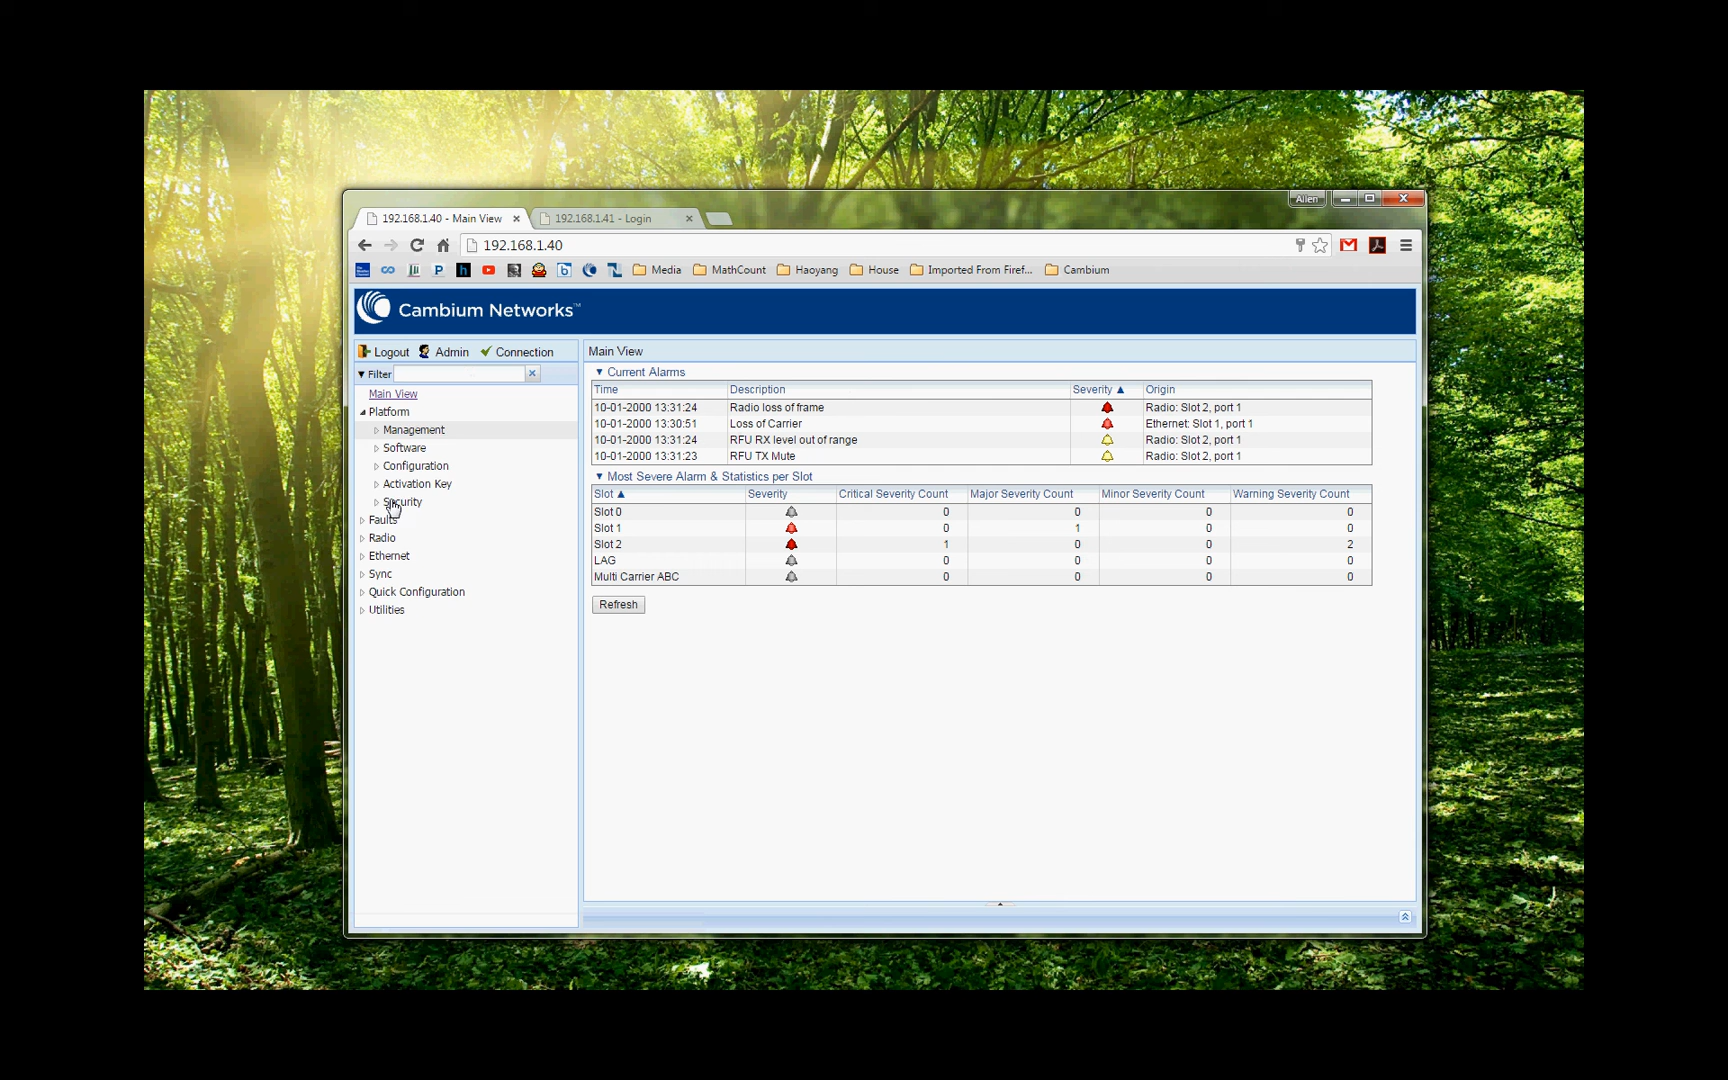 Allen
192.168.1.40 - Main View
192.168.1.41 - Login
192.168.1.40
Media MathCount Haoyang House Imported From Firef... Cambium
Cambium Networks™
Logout Admin Connection
Filter
Main View
Platform
Management
Software
Configuration
Activation Key
Security
Faults
Radio
Ethernet
Sync
Quick Configuration
Utilities
Main View
Current Alarms
Time Description Severity Origin
10-01-2000 13:31:24 Radio loss of frame Radio: Slot 2, port 1
10-01-2000 13:30:51 Loss of Carrier Ethernet: Slot 1, port 1
10-01-2000 13:31:24 RFU RX level out of range Radio: Slot 2, port 1
10-01-2000 13:31:23 RFU TX Mute Radio: Slot 2, port 1
Most Severe Alarm & Statistics per Slot
Slot Severity Critical Severity Count Major Severity Count Minor Severity Count Warning Severity Count
Slot 0 0 0 0 0
Slot 1 0 1 0 0
Slot 2 1 0 0 2
LAG 0 0 0 0
Multi Carrier ABC 0 0 0 0
Refresh